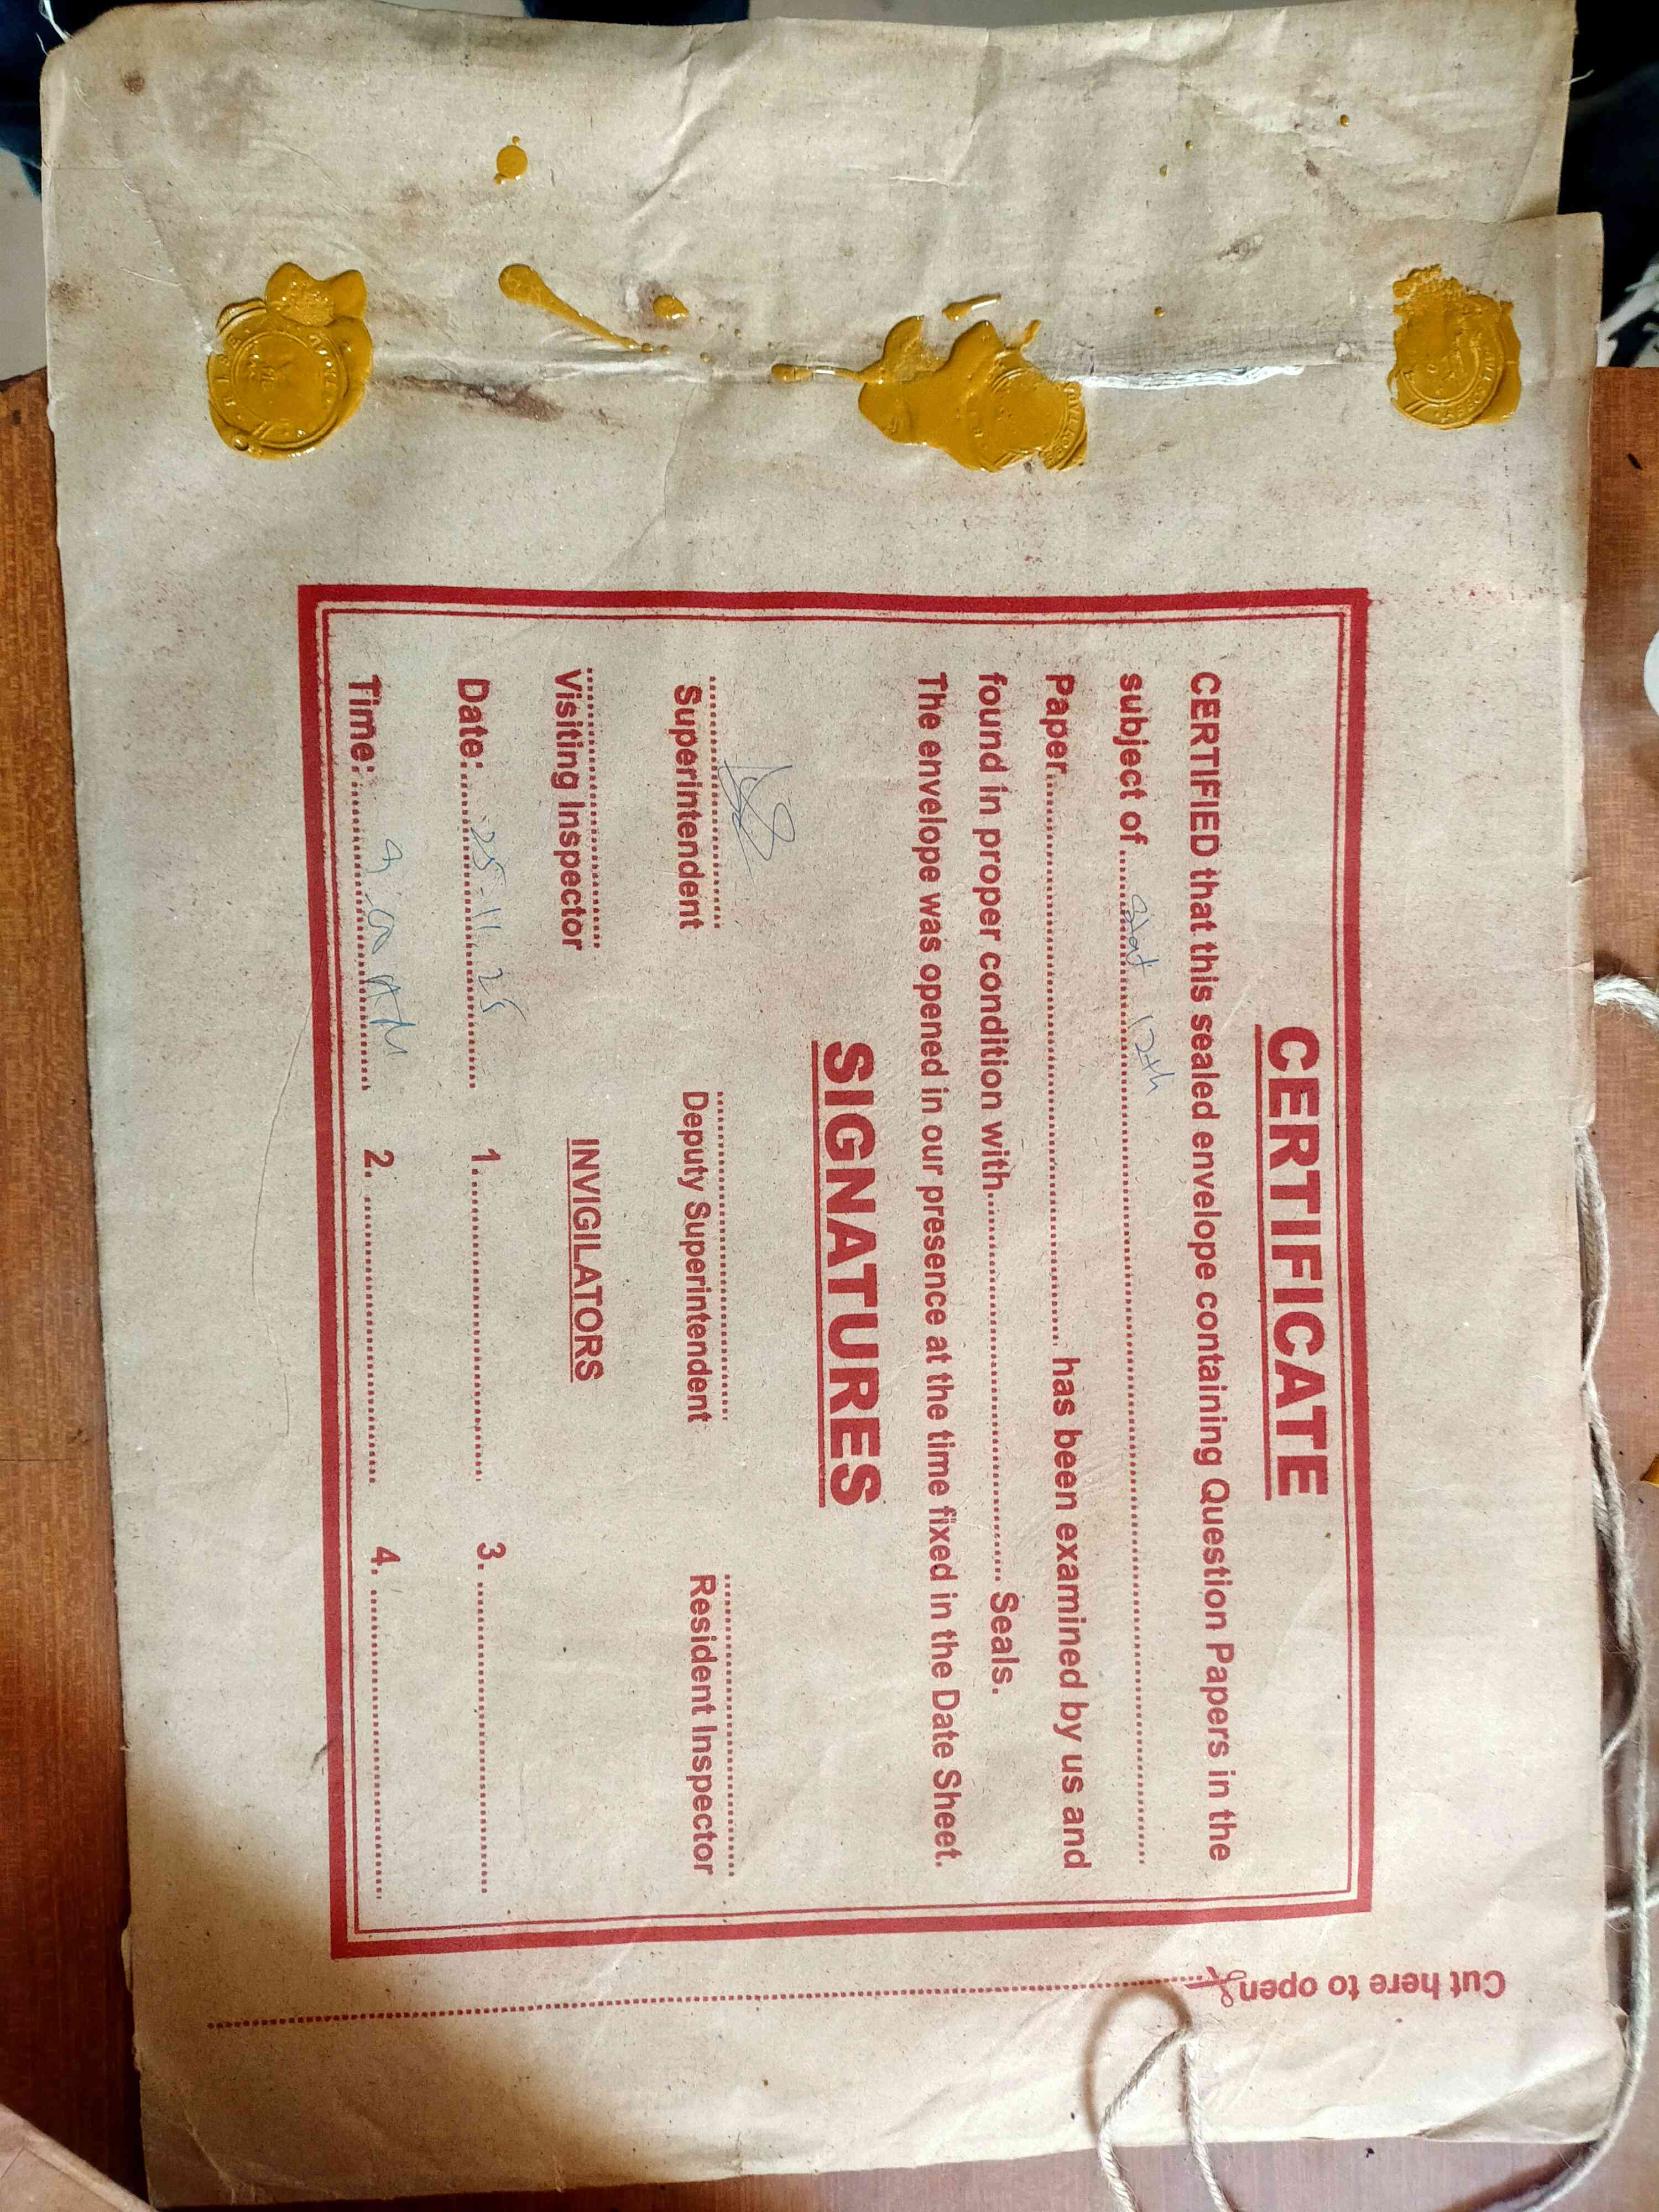 CERTIFICATE
CERTIFIED that this sealed envelope containing Question Papers in the
subject of ..... Stat 12th .....
Paper..... has been examined by us and
found in proper condition with..... Seals.
The envelope was opened in our presence at the time fixed in the Date Sheet.
SIGNATURES
Superintendent Deputy Superintendent Resident Inspector
Visiting Inspector INVIGILATORS
Date:..... 25.11.25 1..... 3. .....
Time:..... 9.00 AM 2. ..... 4. .....
Cut here to open